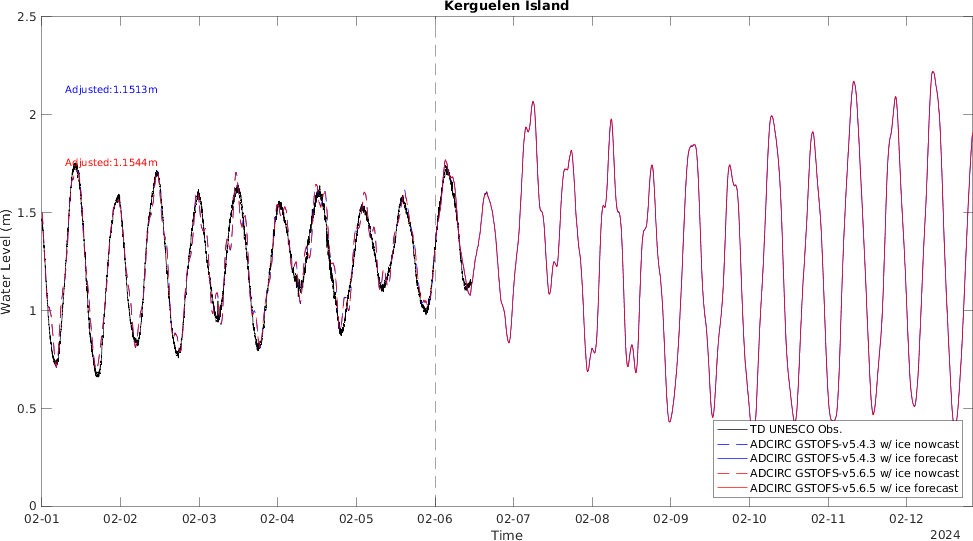 Kerguelen Island
2.5
Adjusted:1.1513m
2
Adjusted:1.1544m
1.5
Water Level (m)
1
0.5
0
TD UNESCO Obs.
ADCIRC GSTOFS-v5.4.3 w/ ice nowcast
ADCIRC GSTOFS-v5.4.3 w/ ice forecast
ADCIRC GSTOFS-v5.6.5 w/ ice nowcast
ADCIRC GSTOFS-v5.6.5 w/ ice forecast
02-01 02-02 02-03 02-04 02-05 02-06 02-07 02-08 02-09 02-10 02-11 02-12
Time
2024